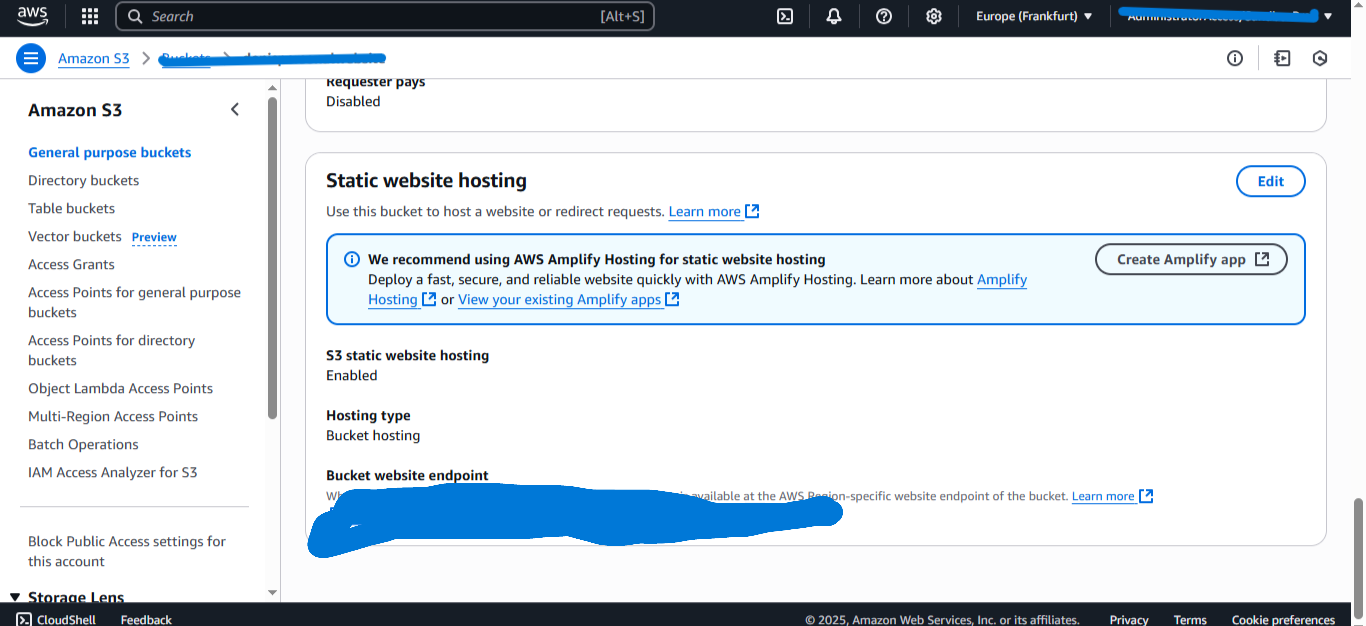 aws
Search [Alt+S]
Europe (Frankfurt)
Amazon S3
Amazon S3
General purpose buckets
Directory buckets
Table buckets
Vector buckets Preview
Access Grants
Access Points for general purpose
buckets
Access Points for directory
buckets
Object Lambda Access Points
Multi-Region Access Points
Batch Operations
IAM Access Analyzer for S3
Block Public Access settings for
this account
Storage Lens
Requester pays
Disabled
Static website hosting
Edit
Use this bucket to host a website or redirect requests. Learn more
We recommend using AWS Amplify Hosting for static website hosting
Create Amplify app
Deploy a fast, secure, and reliable website quickly with AWS Amplify Hosting. Learn more about Amplify
Hosting or View your existing Amplify apps
S3 static website hosting
Enabled
Hosting type
Bucket hosting
Bucket website endpoint
available at the AWS Region-specific website endpoint of the bucket. Learn more
CloudShell Feedback © 2025, Amazon Web Services, Inc. or its affiliates. Privacy Terms Cookie preferences